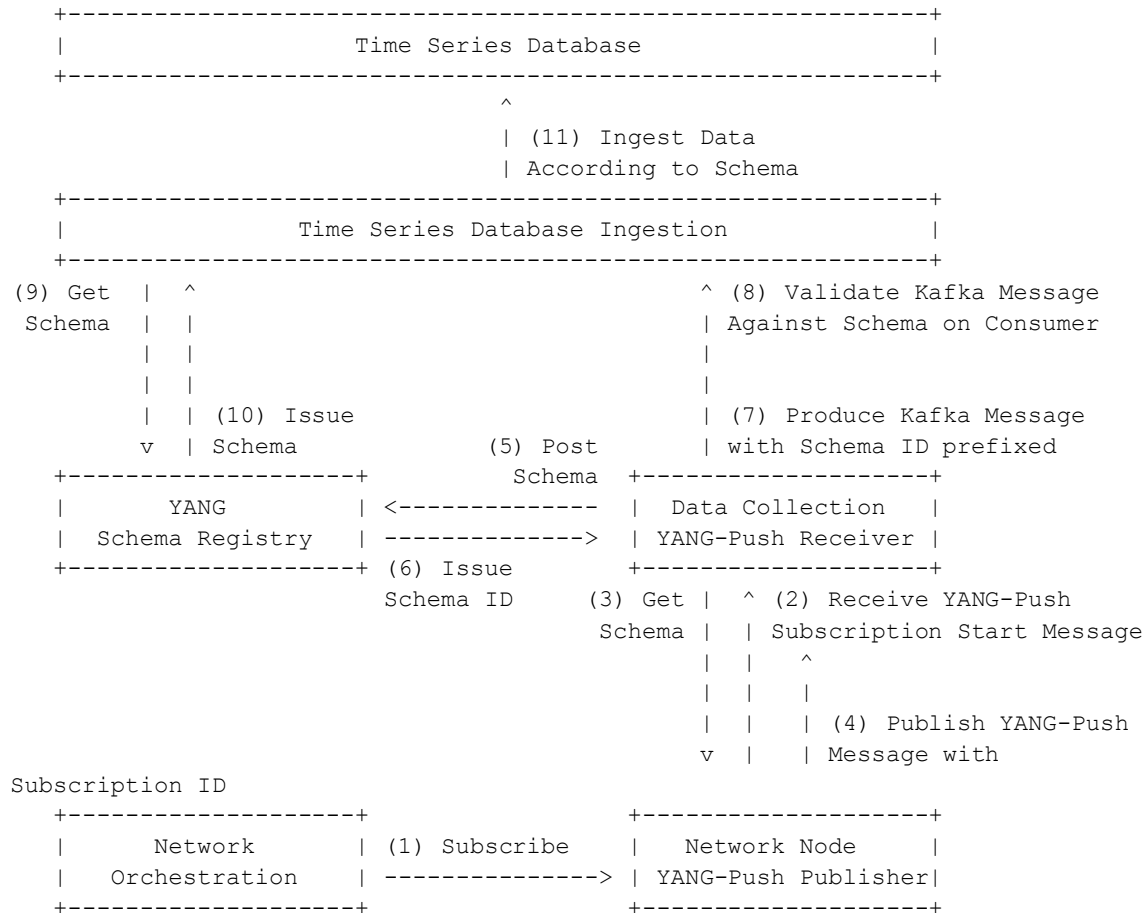 Time Series Database
(11) Ingest Data
According to Schema
Time Series Database Ingestion
(9) Get | ^ ^ (8) Validate Kafka Message
Schema | | | Against Schema on Consumer
| | |
| | |
| | (10) Issue | (7) Produce Kafka Message
v | Schema (5) Post | with Schema ID prefixed
Schema
YANG | <-------------- | Data Collection
Schema Registry | --------------> | YANG-Push Receiver |
(6) Issue
Schema ID (3) Get | ^ (2) Receive YANG-Push
Schema | | Subscription Start Message
| | ^
| | |
| | | (4) Publish YANG-Push
v | | Message with
Subscription ID
Network | (1) Subscribe | Network Node
Orchestration | ---------------> | YANG-Push Publisher|